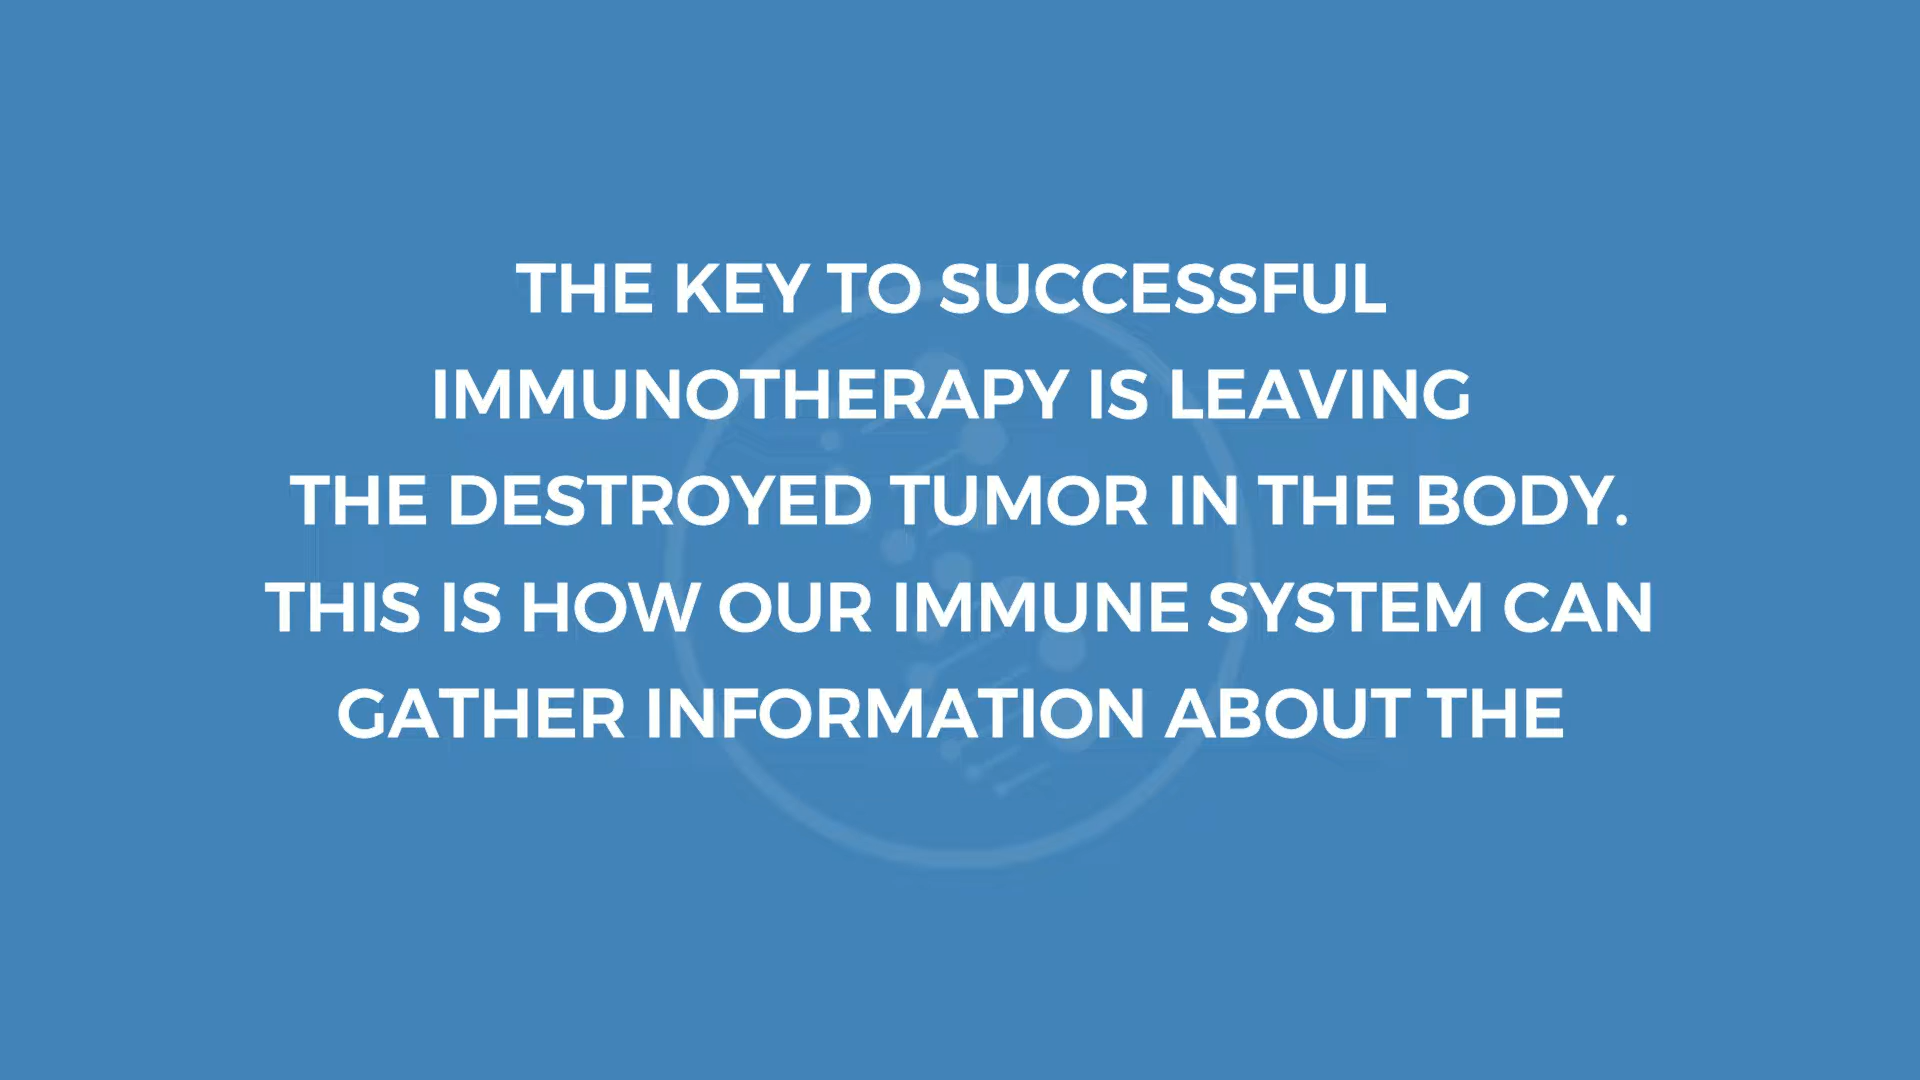 THE KEY TO SUCCESSFUL
IMMUNOTHERAPY IS LEAVING
THE DESTROYED TUMOR IN THE BODY.
THIS IS HOW OUR IMMUNE SYSTEM CAN
GATHER INFORMATION ABOUT THE